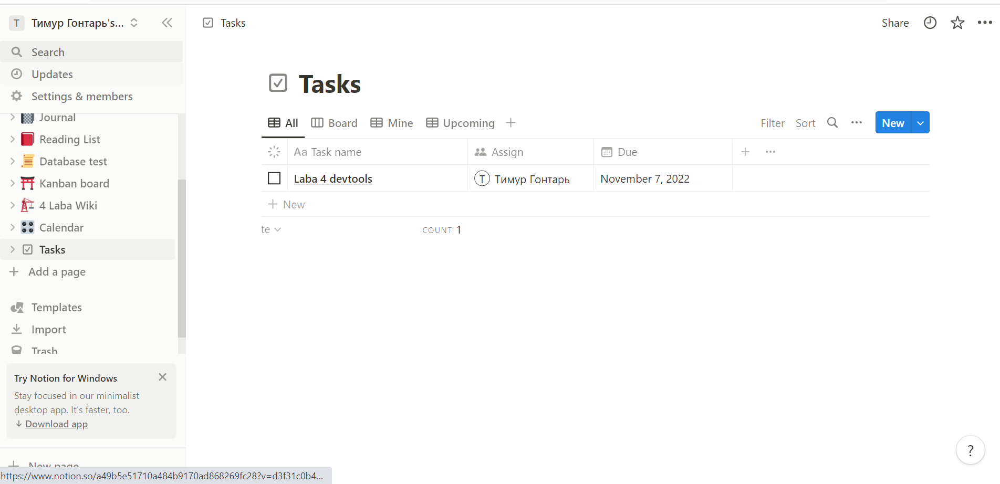 T Тимур Гонтарь's...
Search
Updates
Settings & members
Journal
Reading List
Database test
Kanban board
4 Laba Wiki
Calendar
Tasks
Add a page
Templates
Import
Trash
Try Notion for Windows
Stay focused in our minimalist
desktop app. It's faster, too.
↓ Download app
New page
https://www.notion.so/a49b5e51710a484b9170ad868269fc28?v=d3f31c0b4...
Tasks
Share
Tasks
All Board Mine Upcoming
Filter Sort New
Aa Task name Assign Due
Laba 4 devtools T Тимур Гонтарь November 7, 2022
New
te COUNT 1
?